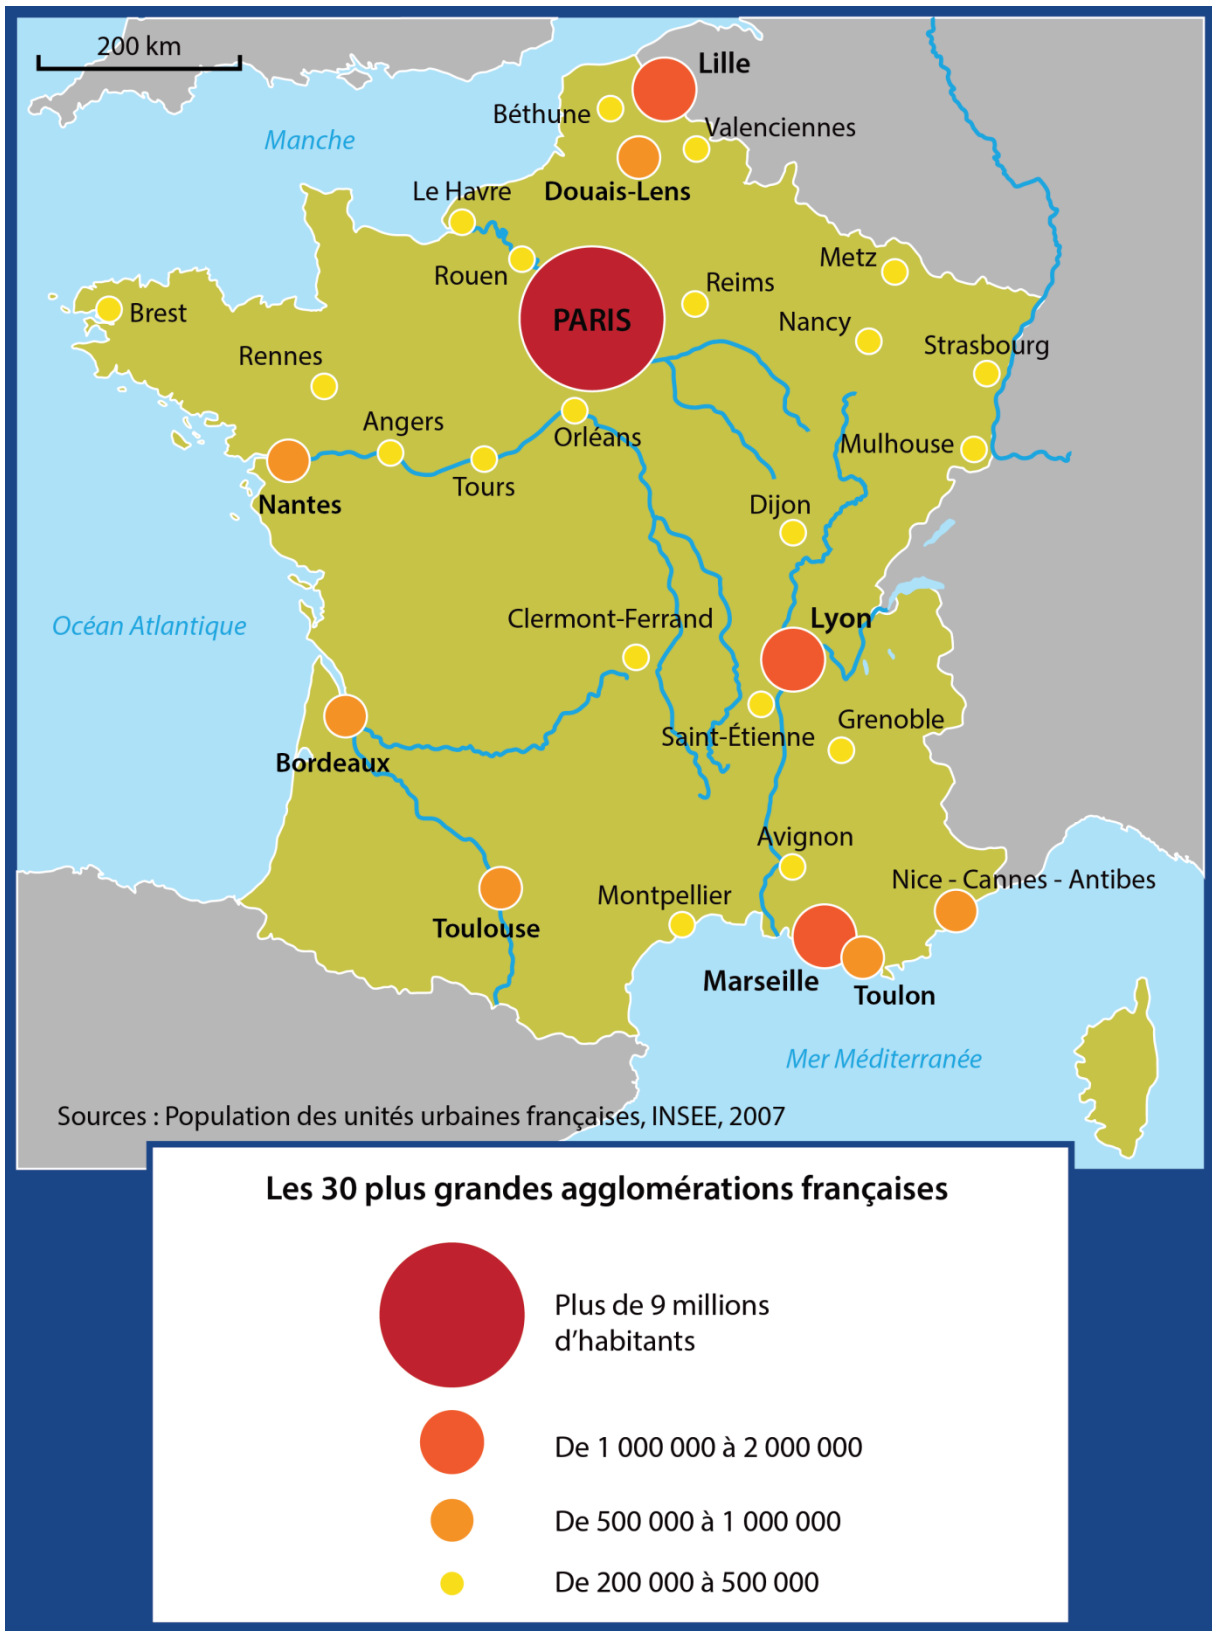 200 km
Lille
Béthune
Valenciennes
Manche
Douais-Lens
Le Havre
Rouen
Metz
Reims
PARIS
Nancy
Brest
Strasbourg
Rennes
Angers
Orléans
Mulhouse
Tours
Nantes
Dijon
Clermont-Ferrand
Lyon
Océan Atlantique
Grenoble
Saint-Étienne
Bordeaux
Avignon
Nice - Cannes - Antibes
Montpellier
Toulouse
Marseille
Toulon
Mer Méditerranée
Sources : Population des unités urbaines françaises, INSEE, 2007
Les 30 plus grandes agglomérations françaises
Plus de 9 millions
d’habitants
De 1 000 000 à 2 000 000
De 500 000 à 1 000 000
De 200 000 à 500 000